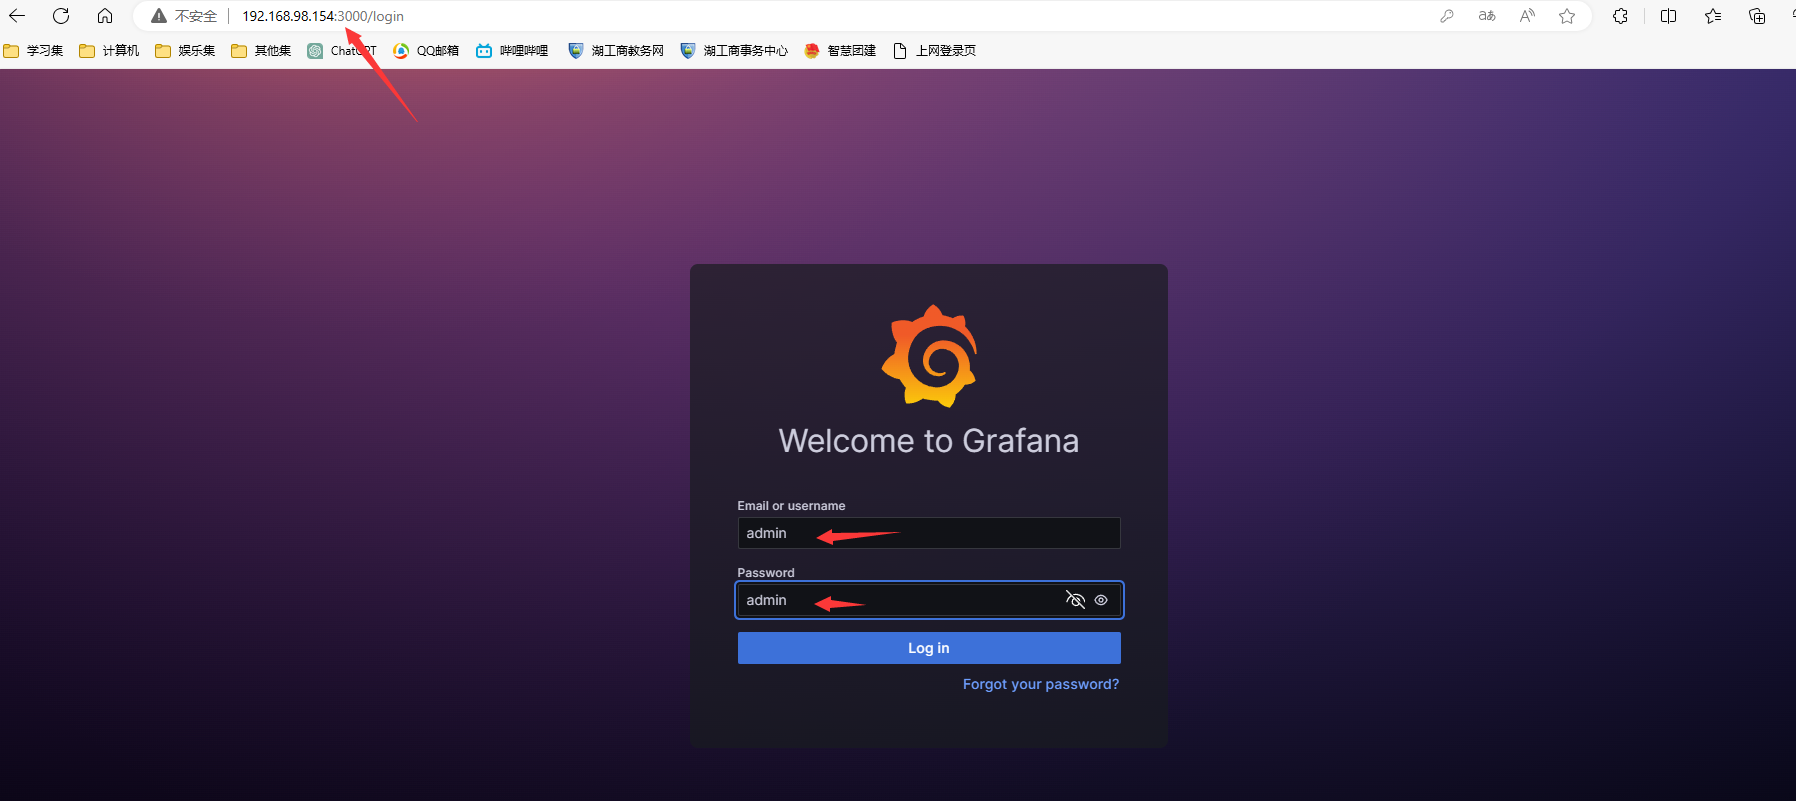 不安全 192.168.98.154:3000/login aあ A
学习集 计算机 娱乐集 其他集 ChatGPT QQ邮箱 哔哩哔哩 湖工商教务网 湖工商事务中心 智慧团建 上网登录页
Welcome to Grafana
Email or username
admin
Password
admin
Log in
Forgot your password?